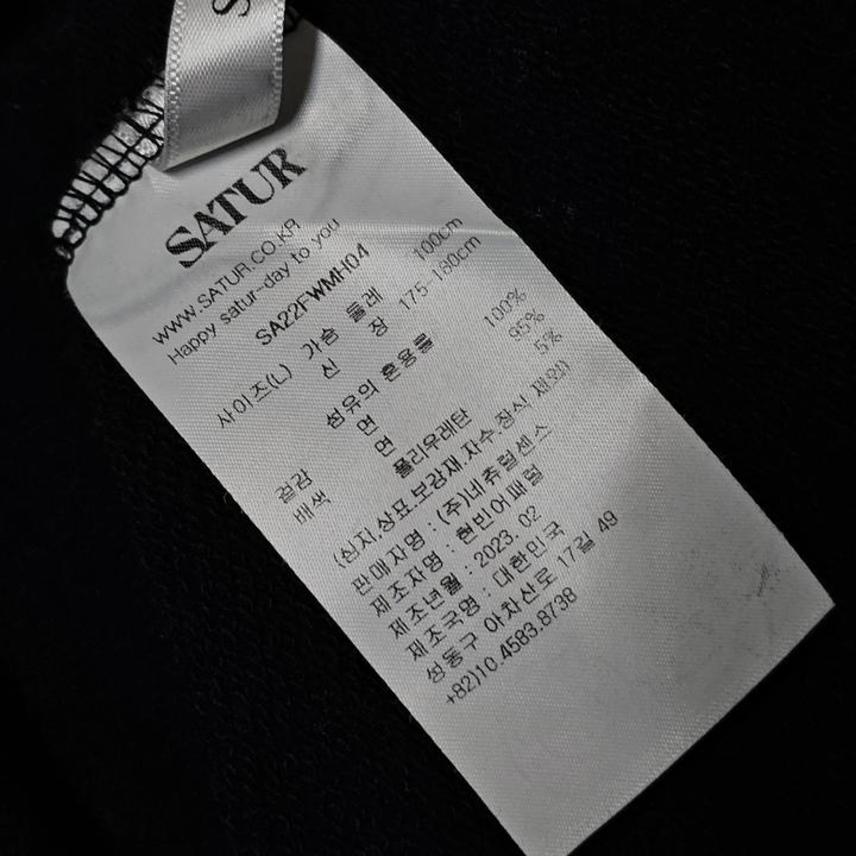 SATUR
WWW.SATUR.CO.KR
Happy satur-day to you
SA22FWMH04
사이즈(L) 가슴 둘레 100cm
신 장 175-180cm
섬유의 혼용률
겉감 면 100%
배색 면 95%
폴리우레탄 5%
(심지,상표,보강재,자수,장식 제외)
판매자명 : (주)네츄럴센스
제조자명 : 현빈어패럴
제조년월 : 2023. 02
제조국명 : 대한민국
성동구 아차산로 17길 49
+82)10.4583.8738